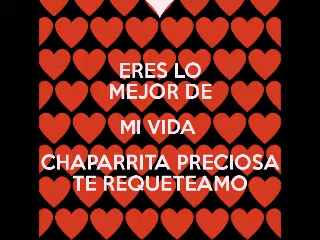 ERES LO
MEJOR DE
MI VIDA
CHAPARRITA PRECIOSA
TE REQUETEAMO